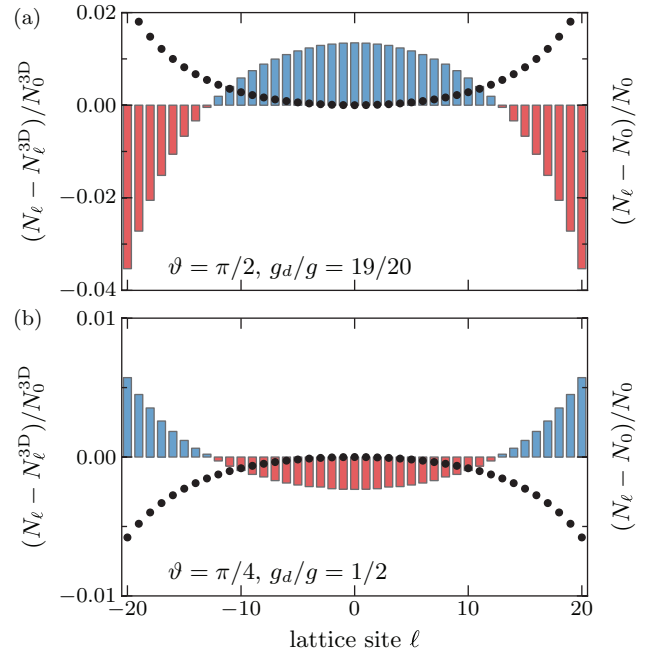 (a)
0.02
0.00
−0.02
−0.04
(N_ℓ − N_ℓ^3D)/N_0^3D
(N_ℓ − N_0)/N_0
ϑ = π/2, g_d/g = 19/20
(b)
0.01
0.00
−0.01
(N_ℓ − N_ℓ^3D)/N_0^3D
(N_ℓ − N_0)/N_0
ϑ = π/4, g_d/g = 1/2
−20 −10 0 10 20
lattice site ℓ